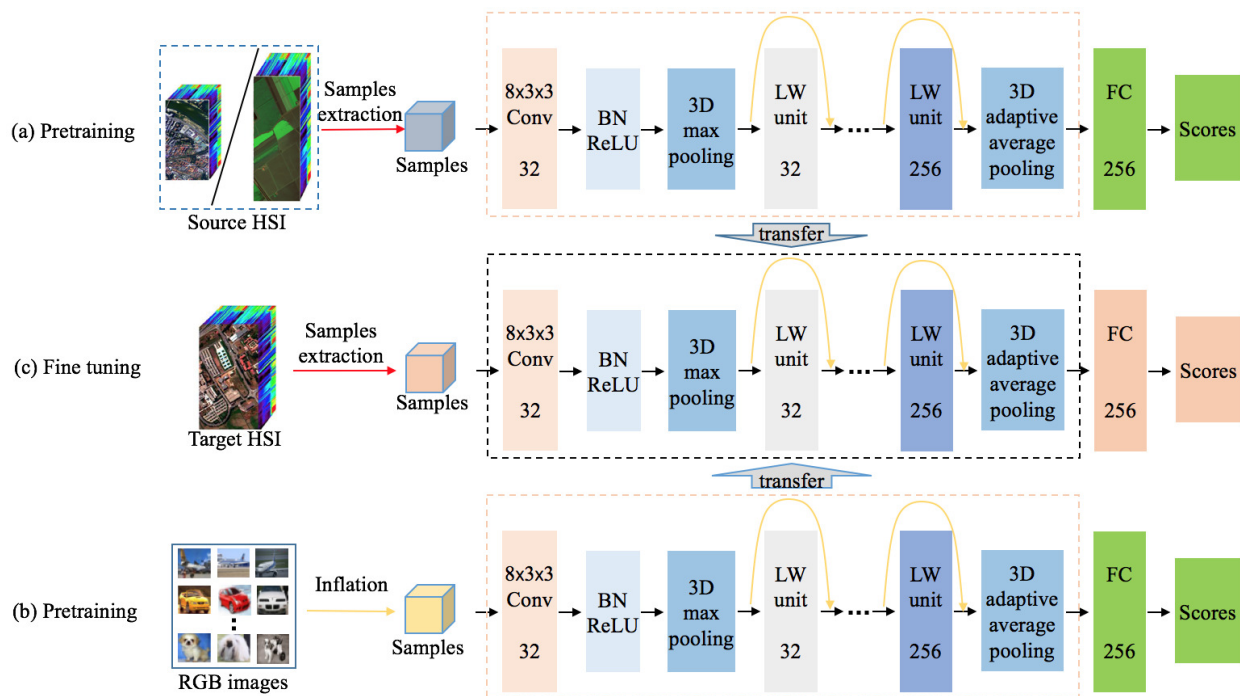 (a) Pretraining
Source HSI
Samples
extraction
Samples
8x3x3
Conv
32
BN
ReLU
3D
max
pooling
LW
unit
32
LW
unit
256
3D
adaptive
average
pooling
FC
256
Scores
transfer
(c) Fine tuning
Target HSI
Samples
extraction
Samples
8x3x3
Conv
32
BN
ReLU
3D
max
pooling
LW
unit
32
LW
unit
256
3D
adaptive
average
pooling
FC
256
Scores
transfer
(b) Pretraining
RGB images
Inflation
Samples
8x3x3
Conv
32
BN
ReLU
3D
max
pooling
LW
unit
32
LW
unit
256
3D
adaptive
average
pooling
FC
256
Scores